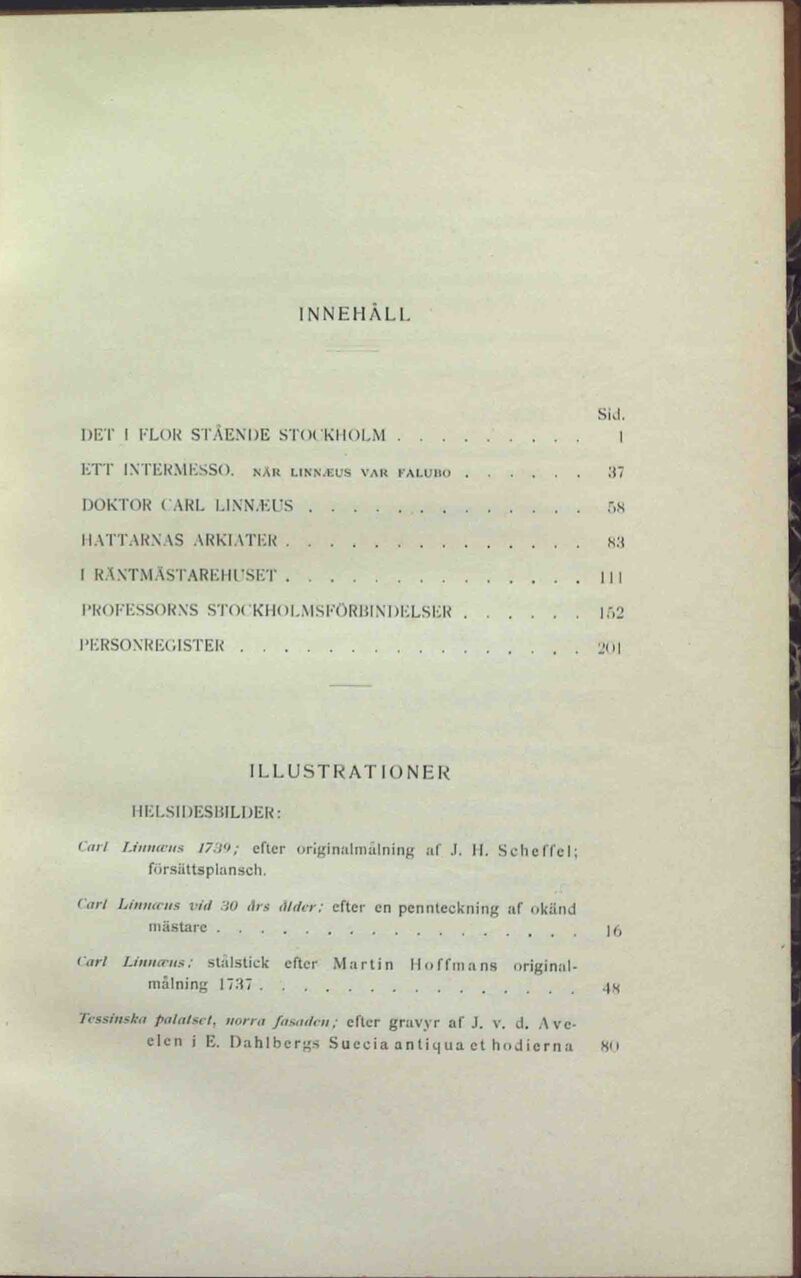 INNEHÅLL
Sid.
DET I FLOR STÅENDE STOCKHOLM . . . . . . . . . 1
ETT INTERMESSO. NÄR LINNÆUS VAR FALUBO . . . . . . 37
DOKTOR CARL LINNÆUS . . . . . . . . . . . . . 58
HATTARNAS ARKIATER . . . . . . . . . . . . . . 83
I RÄNTMÄSTAREHUSET . . . . . . . . . . . . . . 111
PROFESSORNS STOCKHOLMSFÖRBINDELSER . . . . . . 152
PERSONREGISTER . . . . . . . . . . . . . . . . 201
ILLUSTRATIONER
HELSIDESBILDER:
Carl Linnæus 1739; efter originalmålning af J. H. Scheffel;
försättsplansch.
Carl Linnæus vid 30 års ålder; efter en pennteckning af okänd
mästare . . . . . . . . . . . . . . . . . 16
Carl Linnæus; stålstick efter Martin Hoffmans original-
målning 1737 . . . . . . . . . . . . . . . 48
Tessinska palatset, norra fasaden; efter gravyr af J. v. d. Ave-
elen i E. Dahlbergs Suecia antiqua et hodierna 80